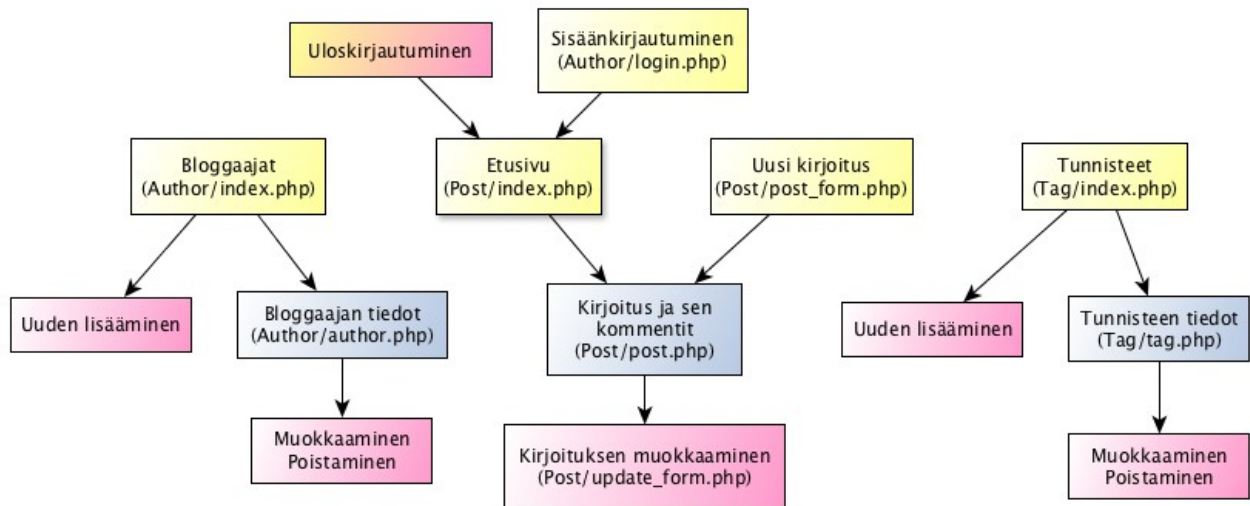 Uloskirjautuminen
Sisäänkirjautuminen
(Author/login.php)
Bloggaajat
(Author/index.php)
Etusivu
(Post/index.php)
Uusi kirjoitus
(Post/post_form.php)
Tunnisteet
(Tag/index.php)
Uuden lisääminen
Bloggaajan tiedot
(Author/author.php)
Kirjoitus ja sen
kommentit
(Post/post.php)
Uuden lisääminen
Tunnisteen tiedot
(Tag/tag.php)
Muokkaaminen
Poistaminen
Kirjoituksen muokkaaminen
(Post/update_form.php)
Muokkaaminen
Poistaminen